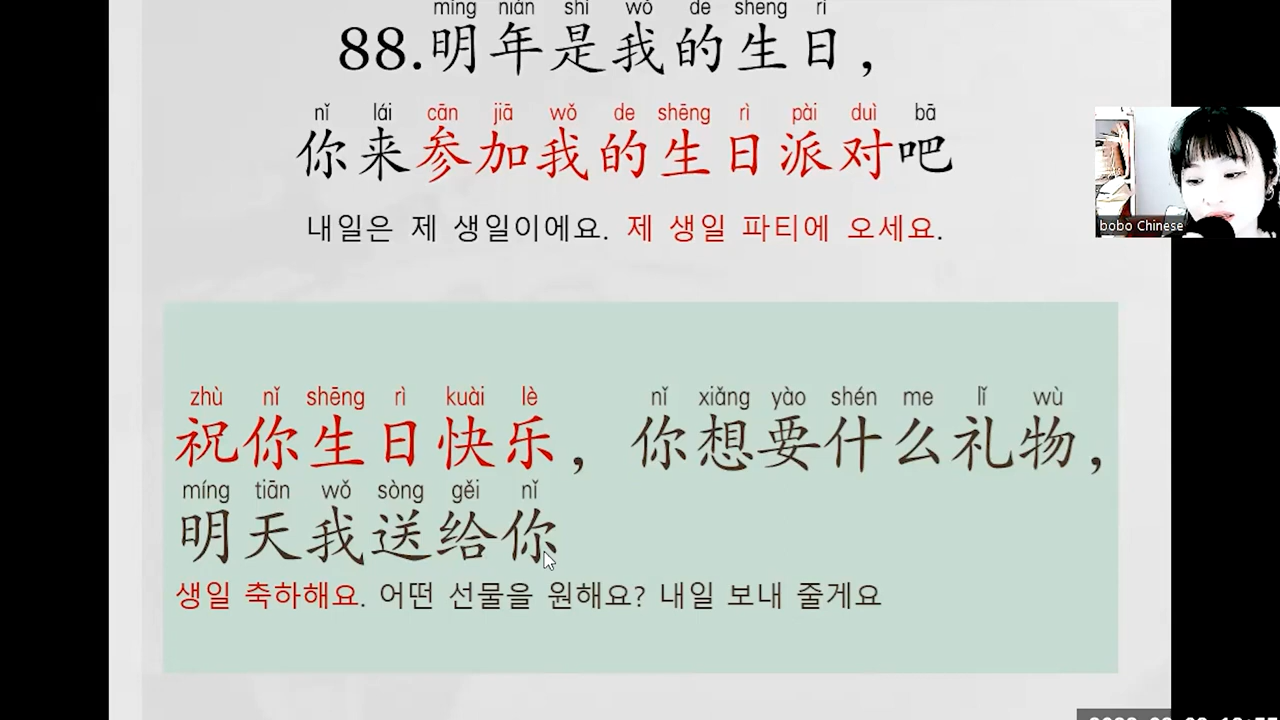 míng nián shì wǒ de shēng rì
88.明年是我的生日，
nǐ lái cān jiā wǒ de shēng rì pài duì bā
你来参加我的生日派对吧
내일은 제 생일이에요. 제 생일 파티에 오세요.
bobo Chinese
zhù nǐ shēng rì kuài lè nǐ xiǎng yào shén me lǐ wù
祝你生日快乐，你想要什么礼物，
míng tiān wǒ sòng gěi nǐ
明天我送给你
생일 축하해요. 어떤 선물을 원해요? 내일 보내 줄게요